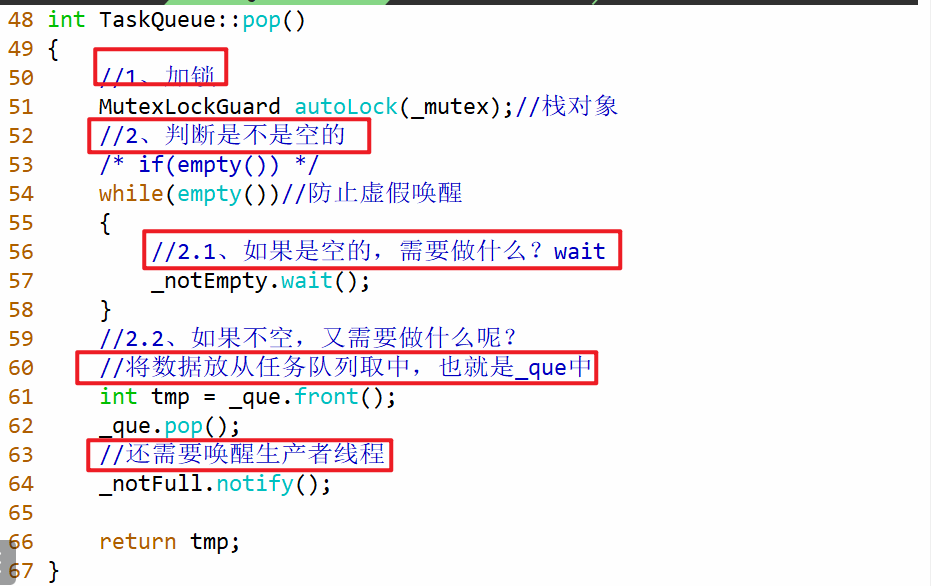 48 int TaskQueue::pop()
49 {
50 //1、加锁
51 MutexLockGuard autoLock(_mutex);//栈对象
52 //2、判断是不是空的
53 /* if(empty()) */
54 while(empty())//防止虚假唤醒
55 {
56 //2.1、如果是空的，需要做什么？wait
57 _notEmpty.wait();
58 }
59 //2.2、如果不空，又需要做什么呢？
60 //将数据放从任务队列取中，也就是_que中
61 int tmp = _que.front();
62 _que.pop();
63 //还需要唤醒生产者线程
64 _notFull.notify();
65
66 return tmp;
67 }